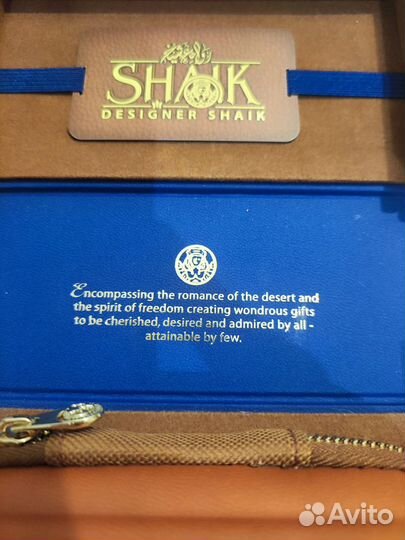 SHAIK
DESIGNER SHAIK
Encompassing the romance of the desert and
the spirit of freedom creating wondrous gifts
to be cherished, desired and admired by all -
attainable by few.
Avito